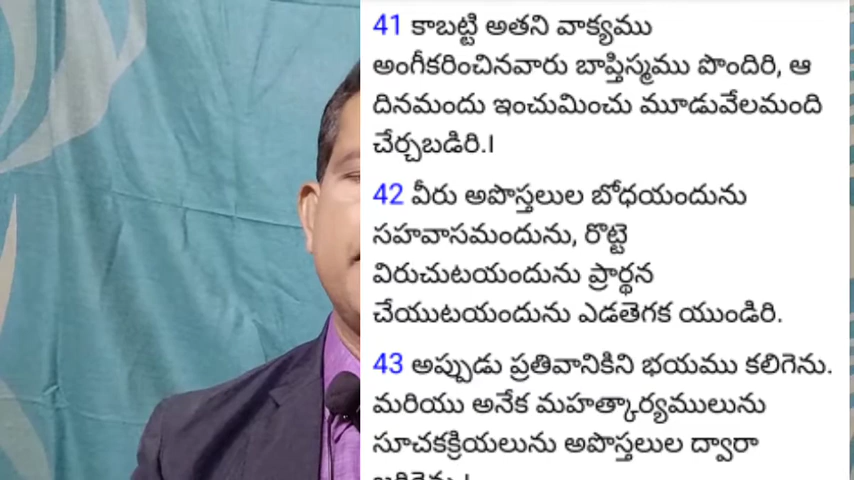 41 కాబట్టి అతని వాక్యము
అంగీకరించినవారు బాప్తిస్మము పొందిరి, ఆ
దినమందు ఇంచుమించు మూడువేలమంది
చేర్చబడిరి.I
42 వీరు అపొస్తలుల బోధయందును
సహవాసమందును, రొట్టె
విరుచుటయందును ప్రార్థన
చేయుటయందును ఎడతెగక యుండిరి.
43 అప్పుడు ప్రతివానికిని భయము కలిగెను.
మరియు అనేక మహత్కార్యములును
సూచకక్రియలును అపొస్తలుల ద్వారా